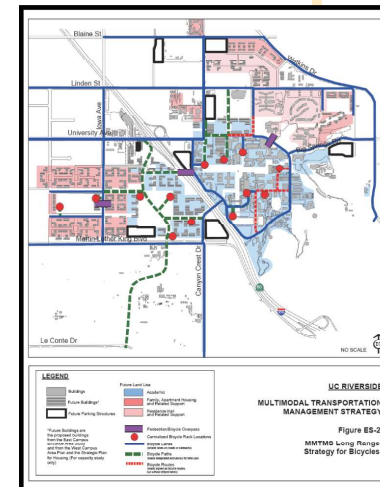 Blaine St
Watkins Dr
Linden St
Iowa Ave
University Ave
Martin Luther King Blvd
Canyon Crest Dr
Le Conte Dr
NO SCALE
LEGEND
Buildings
Future Buildings*
Future Parking Structures
*Future Buildings are
the proposed buildings
from the East Campus
and from the West Campus
Area Plan and the Strategic Plan
for Housing (For capacity study
only)
Future Land Use
Academic
Family, Apartment Housing
and Related Support
Residence Hall
and Related Support
Pedestrian/Bicycle Overpass
Centralized Bicycle Rack Locations
Bicycle Lanes
Bicycle Paths
Bicycle Routes
UC RIVERSIDE
MULTIMODAL TRANSPORTATION
MANAGEMENT STRATEGY
Figure ES-2
MMTMS Long Range
Strategy for Bicycles